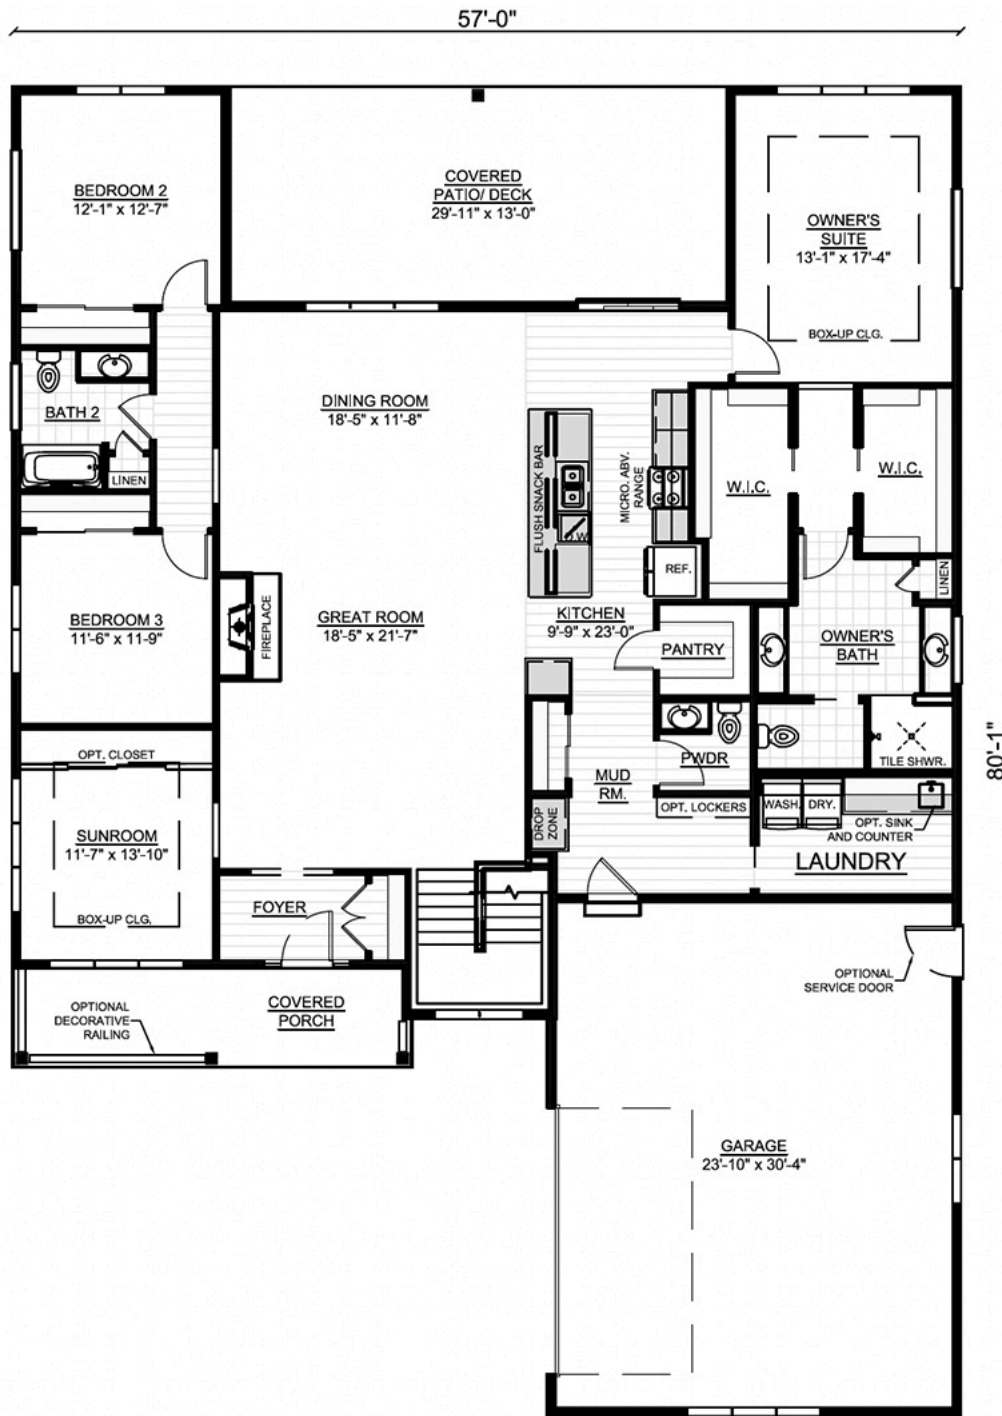 57'-0"
BEDROOM 2
12'-1" x 12'-7"
COVERED
PATIO/ DECK
29'-11" x 13'-0"
OWNER'S
SUITE
13'-1" x 17'-4"
BOX-UP CLG.
BATH 2
LINEN
DINING ROOM
18'-5" x 11'-8"
FLUSH SNACK BAR
D.W.
MICRO. ABV.
RANGE
REF.
W.I.C.
W.I.C.
LINEN
BEDROOM 3
11'-6" x 11'-9"
FIREPLACE
GREAT ROOM
18'-5" x 21'-7"
KITCHEN
9'-9" x 23'-0"
PANTRY
OWNER'S
BATH
TILE SHWR.
80'-1"
OPT. CLOSET
SUNROOM
11'-7" x 13'-10"
BOX-UP CLG.
PWDR
MUD
RM.
OPT. LOCKERS
DROP
ZONE
WASH.
DRY.
OPT. SINK
AND COUNTER
LAUNDRY
FOYER
COVERED
PORCH
OPTIONAL
DECORATIVE
RAILING
OPTIONAL
SERVICE DOOR
GARAGE
23'-10" x 30'-4"